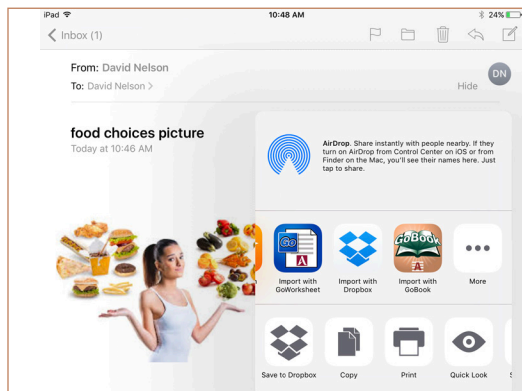 iPad
10:48 AM
24%
Inbox (1)
From: David Nelson
To: David Nelson >
Hide
DN
food choices picture
Today at 10:46 AM
AirDrop. Share instantly with people nearby. If they
turn on AirDrop from Control Center on iOS or from
Finder on the Mac, you'll see their names here. Just
tap to share.
Go
A
GoBook
A
Import with
GoWorksheet
Import with
Dropbox
Import with
GoBook
More
Save to Dropbox
Copy
Print
Quick Look